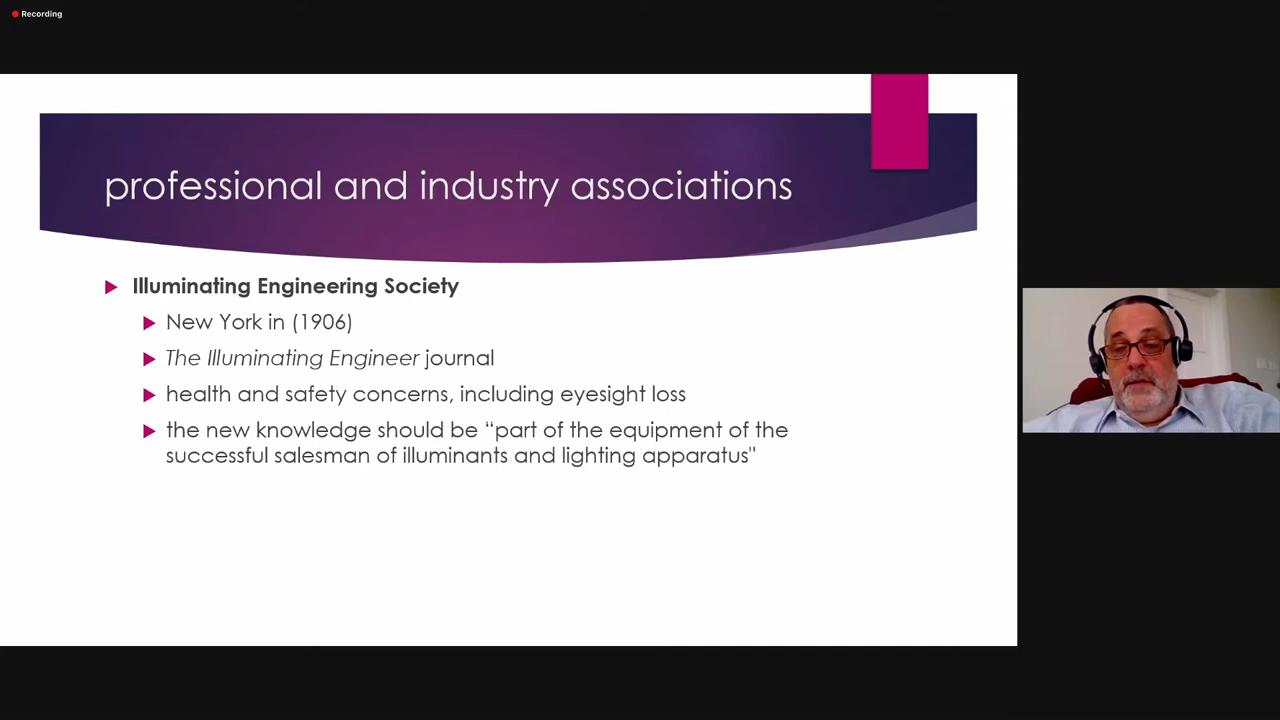 Recording
professional and industry associations
Illuminating Engineering Society
New York in (1906)
The Illuminating Engineer journal
health and safety concerns, including eyesight loss
the new knowledge should be “part of the equipment of the
successful salesman of illuminants and lighting apparatus"